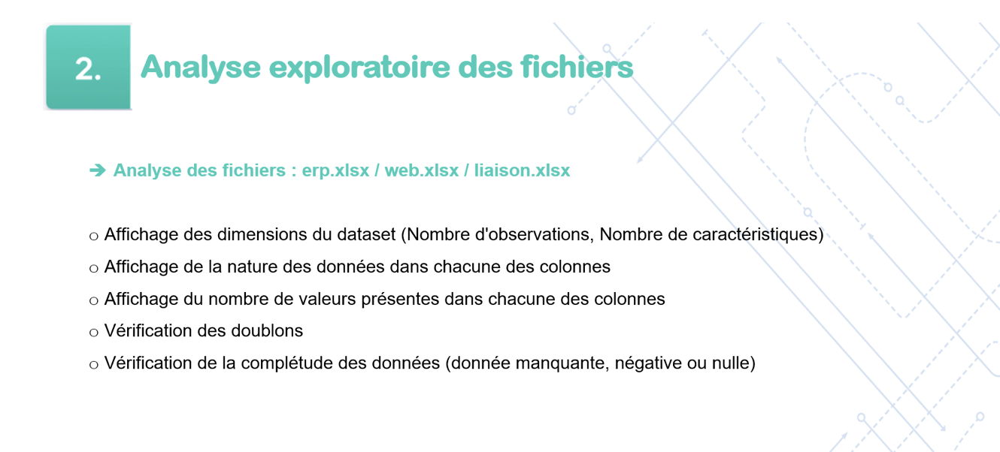 2.
Analyse exploratoire des fichiers
➔ Analyse des fichiers : erp.xlsx / web.xlsx / liaison.xlsx
o Affichage des dimensions du dataset (Nombre d'observations, Nombre de caractéristiques)
o Affichage de la nature des données dans chacune des colonnes
o Affichage du nombre de valeurs présentes dans chacune des colonnes
o Vérification des doublons
o Vérification de la complétude des données (donnée manquante, négative ou nulle)